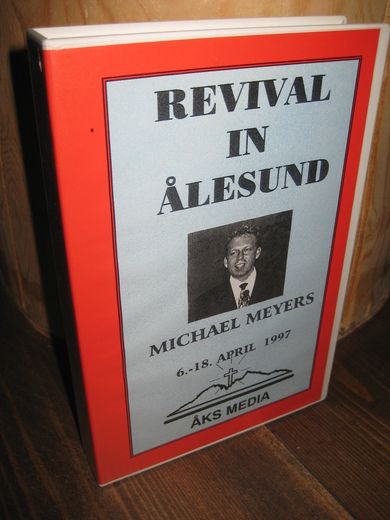 REVIVAL
IN
ÅLESUND
MICHAEL MEYERS
6.-18. APRIL 1997
ÅKS MEDIA